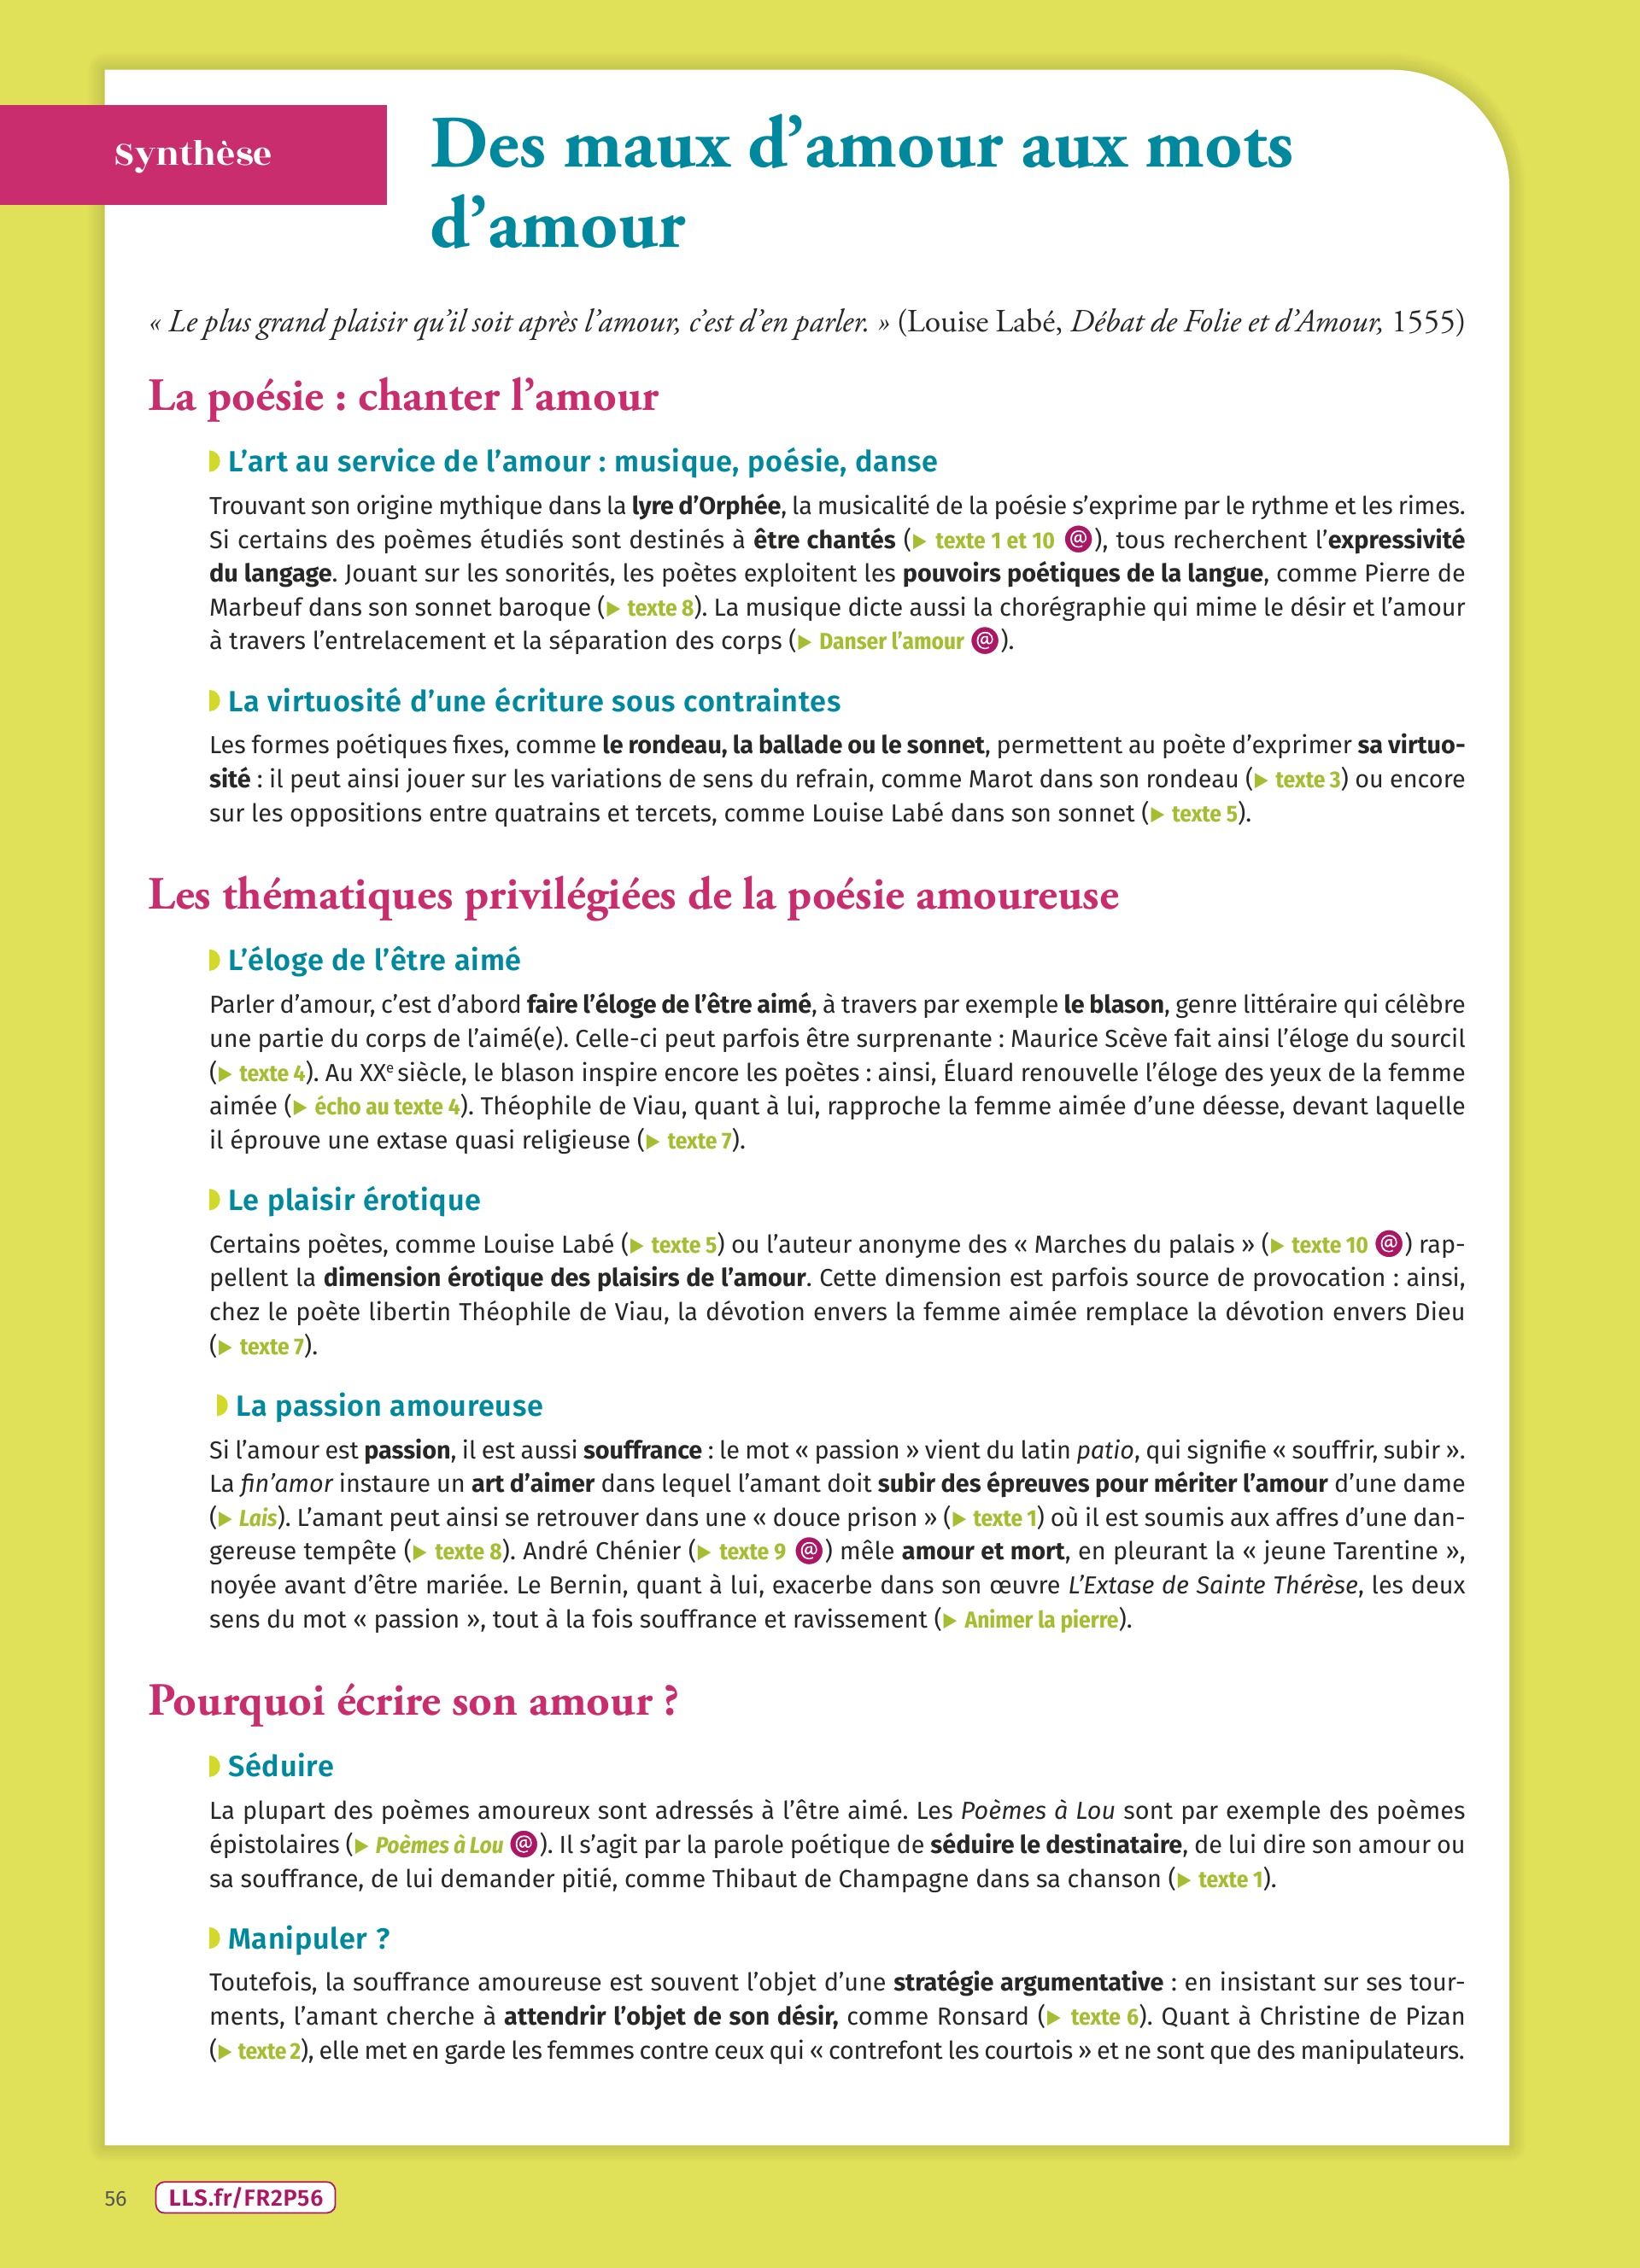 Synthèse
Des maux d’amour aux mots
d’amour
« Le plus grand plaisir qu’il soit après l’amour, c’est d’en parler. » (Louise Labé, Débat de Folie et d’Amour, 1555)
La poésie : chanter l’amour
L’art au service de l’amour : musique, poésie, danse
Trouvant son origine mythique dans la lyre d’Orphée, la musicalité de la poésie s’exprime par le rythme et les rimes.
Si certains des poèmes étudiés sont destinés à être chantés (▶ texte 1 et 10 @), tous recherchent l’expressivité
du langage. Jouant sur les sonorités, les poètes exploitent les pouvoirs poétiques de la langue, comme Pierre de
Marbeuf dans son sonnet baroque (▶ texte 8). La musique dicte aussi la chorégraphie qui mime le désir et l’amour
à travers l’entrelacement et la séparation des corps (▶ Danser l’amour @).
La virtuosité d’une écriture sous contraintes
Les formes poétiques fixes, comme le rondeau, la ballade ou le sonnet, permettent au poète d’exprimer sa virtuo-
sité : il peut ainsi jouer sur les variations de sens du refrain, comme Marot dans son rondeau (▶ texte 3) ou encore
sur les oppositions entre quatrains et tercets, comme Louise Labé dans son sonnet (▶ texte 5).
Les thématiques privilégiées de la poésie amoureuse
L’éloge de l’être aimé
Parler d’amour, c’est d’abord faire l’éloge de l’être aimé, à travers par exemple le blason, genre littéraire qui célèbre
une partie du corps de l’aimé(e). Celle-ci peut parfois être surprenante : Maurice Scève fait ainsi l’éloge du sourcil
(▶ texte 4). Au XXe siècle, le blason inspire encore les poètes : ainsi, Éluard renouvelle l’éloge des yeux de la femme
aimée (▶ écho au texte 4). Théophile de Viau, quant à lui, rapproche la femme aimée d’une déesse, devant laquelle
il éprouve une extase quasi religieuse (▶ texte 7).
Le plaisir érotique
Certains poètes, comme Louise Labé (▶ texte 5) ou l’auteur anonyme des « Marches du palais » (▶ texte 10 @) rap-
pellent la dimension érotique des plaisirs de l’amour. Cette dimension est parfois source de provocation : ainsi,
chez le poète libertin Théophile de Viau, la dévotion envers la femme aimée remplace la dévotion envers Dieu
(▶ texte 7).
La passion amoureuse
Si l’amour est passion, il est aussi souffrance : le mot « passion » vient du latin patio, qui signifie « souffrir, subir ».
La fin’amor instaure un art d’aimer dans lequel l’amant doit subir des épreuves pour mériter l’amour d’une dame
(▶ Lais). L’amant peut ainsi se retrouver dans une « douce prison » (▶ texte 1) où il est soumis aux affres d’une dan-
gereuse tempête (▶ texte 8). André Chénier (▶ texte 9 @) mêle amour et mort, en pleurant la « jeune Tarentine »,
noyée avant d’être mariée. Le Bernin, quant à lui, exacerbe dans son œuvre L’Extase de Sainte Thérèse, les deux
sens du mot « passion », tout à la fois souffrance et ravissement (▶ Animer la pierre).
Pourquoi écrire son amour ?
Séduire
La plupart des poèmes amoureux sont adressés à l’être aimé. Les Poèmes à Lou sont par exemple des poèmes
épistolaires (▶ Poèmes à Lou @). Il s’agit par la parole poétique de séduire le destinataire, de lui dire son amour ou
sa souffrance, de lui demander pitié, comme Thibaut de Champagne dans sa chanson (▶ texte 1).
Manipuler ?
Toutefois, la souffrance amoureuse est souvent l’objet d’une stratégie argumentative : en insistant sur ses tour-
ments, l’amant cherche à attendrir l’objet de son désir, comme Ronsard (▶ texte 6). Quant à Christine de Pizan
(▶ texte 2), elle met en garde les femmes contre ceux qui « contrefont les courtois » et ne sont que des manipulateurs.
56 LLS.fr/FR2P56